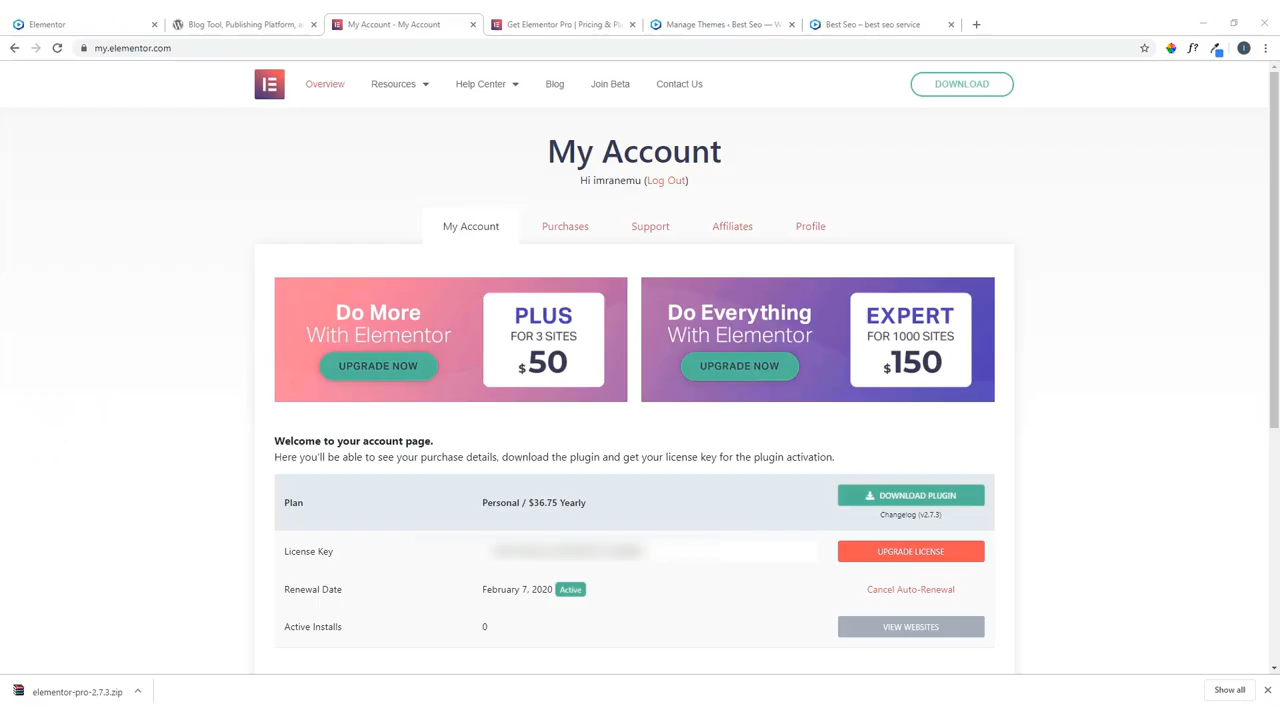 Elementor
Blog Tool, Publishing Platform, a
My Account - My Account
Get Elementor Pro | Pricing & Pl
Manage Themes ‹ Best Seo — W
Best Seo – best seo service
my.elementor.com
f?
I
Overview
Resources
Help Center
Blog
Join Beta
Contact Us
DOWNLOAD
My Account
Hi imranemu (Log Out)
My Account
Purchases
Support
Affiliates
Profile
Do More
With Elementor
UPGRADE NOW
PLUS
FOR 3 SITES
$50
Do Everything
With Elementor
UPGRADE NOW
EXPERT
FOR 1000 SITES
$150
Welcome to your account page.
Here you'll be able to see your purchase details, download the plugin and get your license key for the plugin activation.
Plan
Personal / $36.75 Yearly
DOWNLOAD PLUGIN
Changelog (v2.7.3)
License Key
UPGRADE LICENSE
Renewal Date
February 7, 2020 Active
Cancel Auto-Renewal
Active Installs
0
VIEW WEBSITES
elementor-pro-2.7.3.zip
Show all